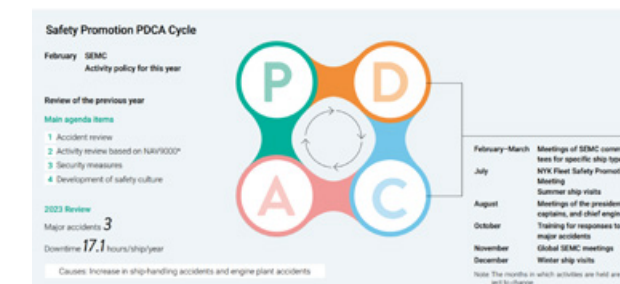 Safety Promotion PDCA Cycle
February SEMC
Activity policy for this year
Review of the previous year
Main agenda items
1 Accident review
2 Activity review based on NAV9000*
3 Security measures
4 Development of safety culture
2023 Review
Major accidents 3
Downtime 17.1 hours/ship/year
Causes: Increase in ship-handling accidents and engine plant accidents
P
D
A
C
February–March Meetings of SEMC
for specific ship
July NYK Fleet Safety
Meeting
Summer ship visits
August Meetings of the
captains, and chief
October Training for responses to
major accidents
November Global SEMC meetings
December Winter ship visits
Note: The months in which activities are held are
to change.